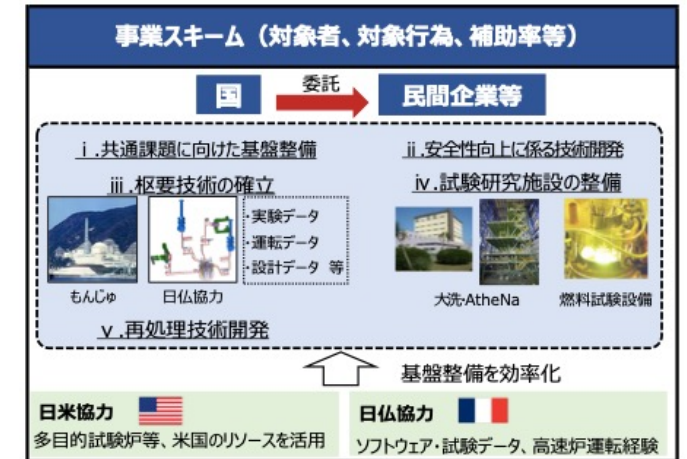 事業スキーム（対象者、対象行為、補助率等）
国
委託
民間企業等
ⅰ.共通課題に向けた基盤整備
ⅱ.安全性向上に係る技術開発
ⅲ.枢要技術の確立
ⅳ.試験研究施設の整備
・実験データ
・運転データ
・設計データ 等
もんじゅ
日仏協力
大洗・AtheNa
燃料試験設備
ⅴ.再処理技術開発
基盤整備を効率化
日米協力
多目的試験炉等、米国のリソースを活用
日仏協力
ソフトウェア・試験データ、高速炉運転経験